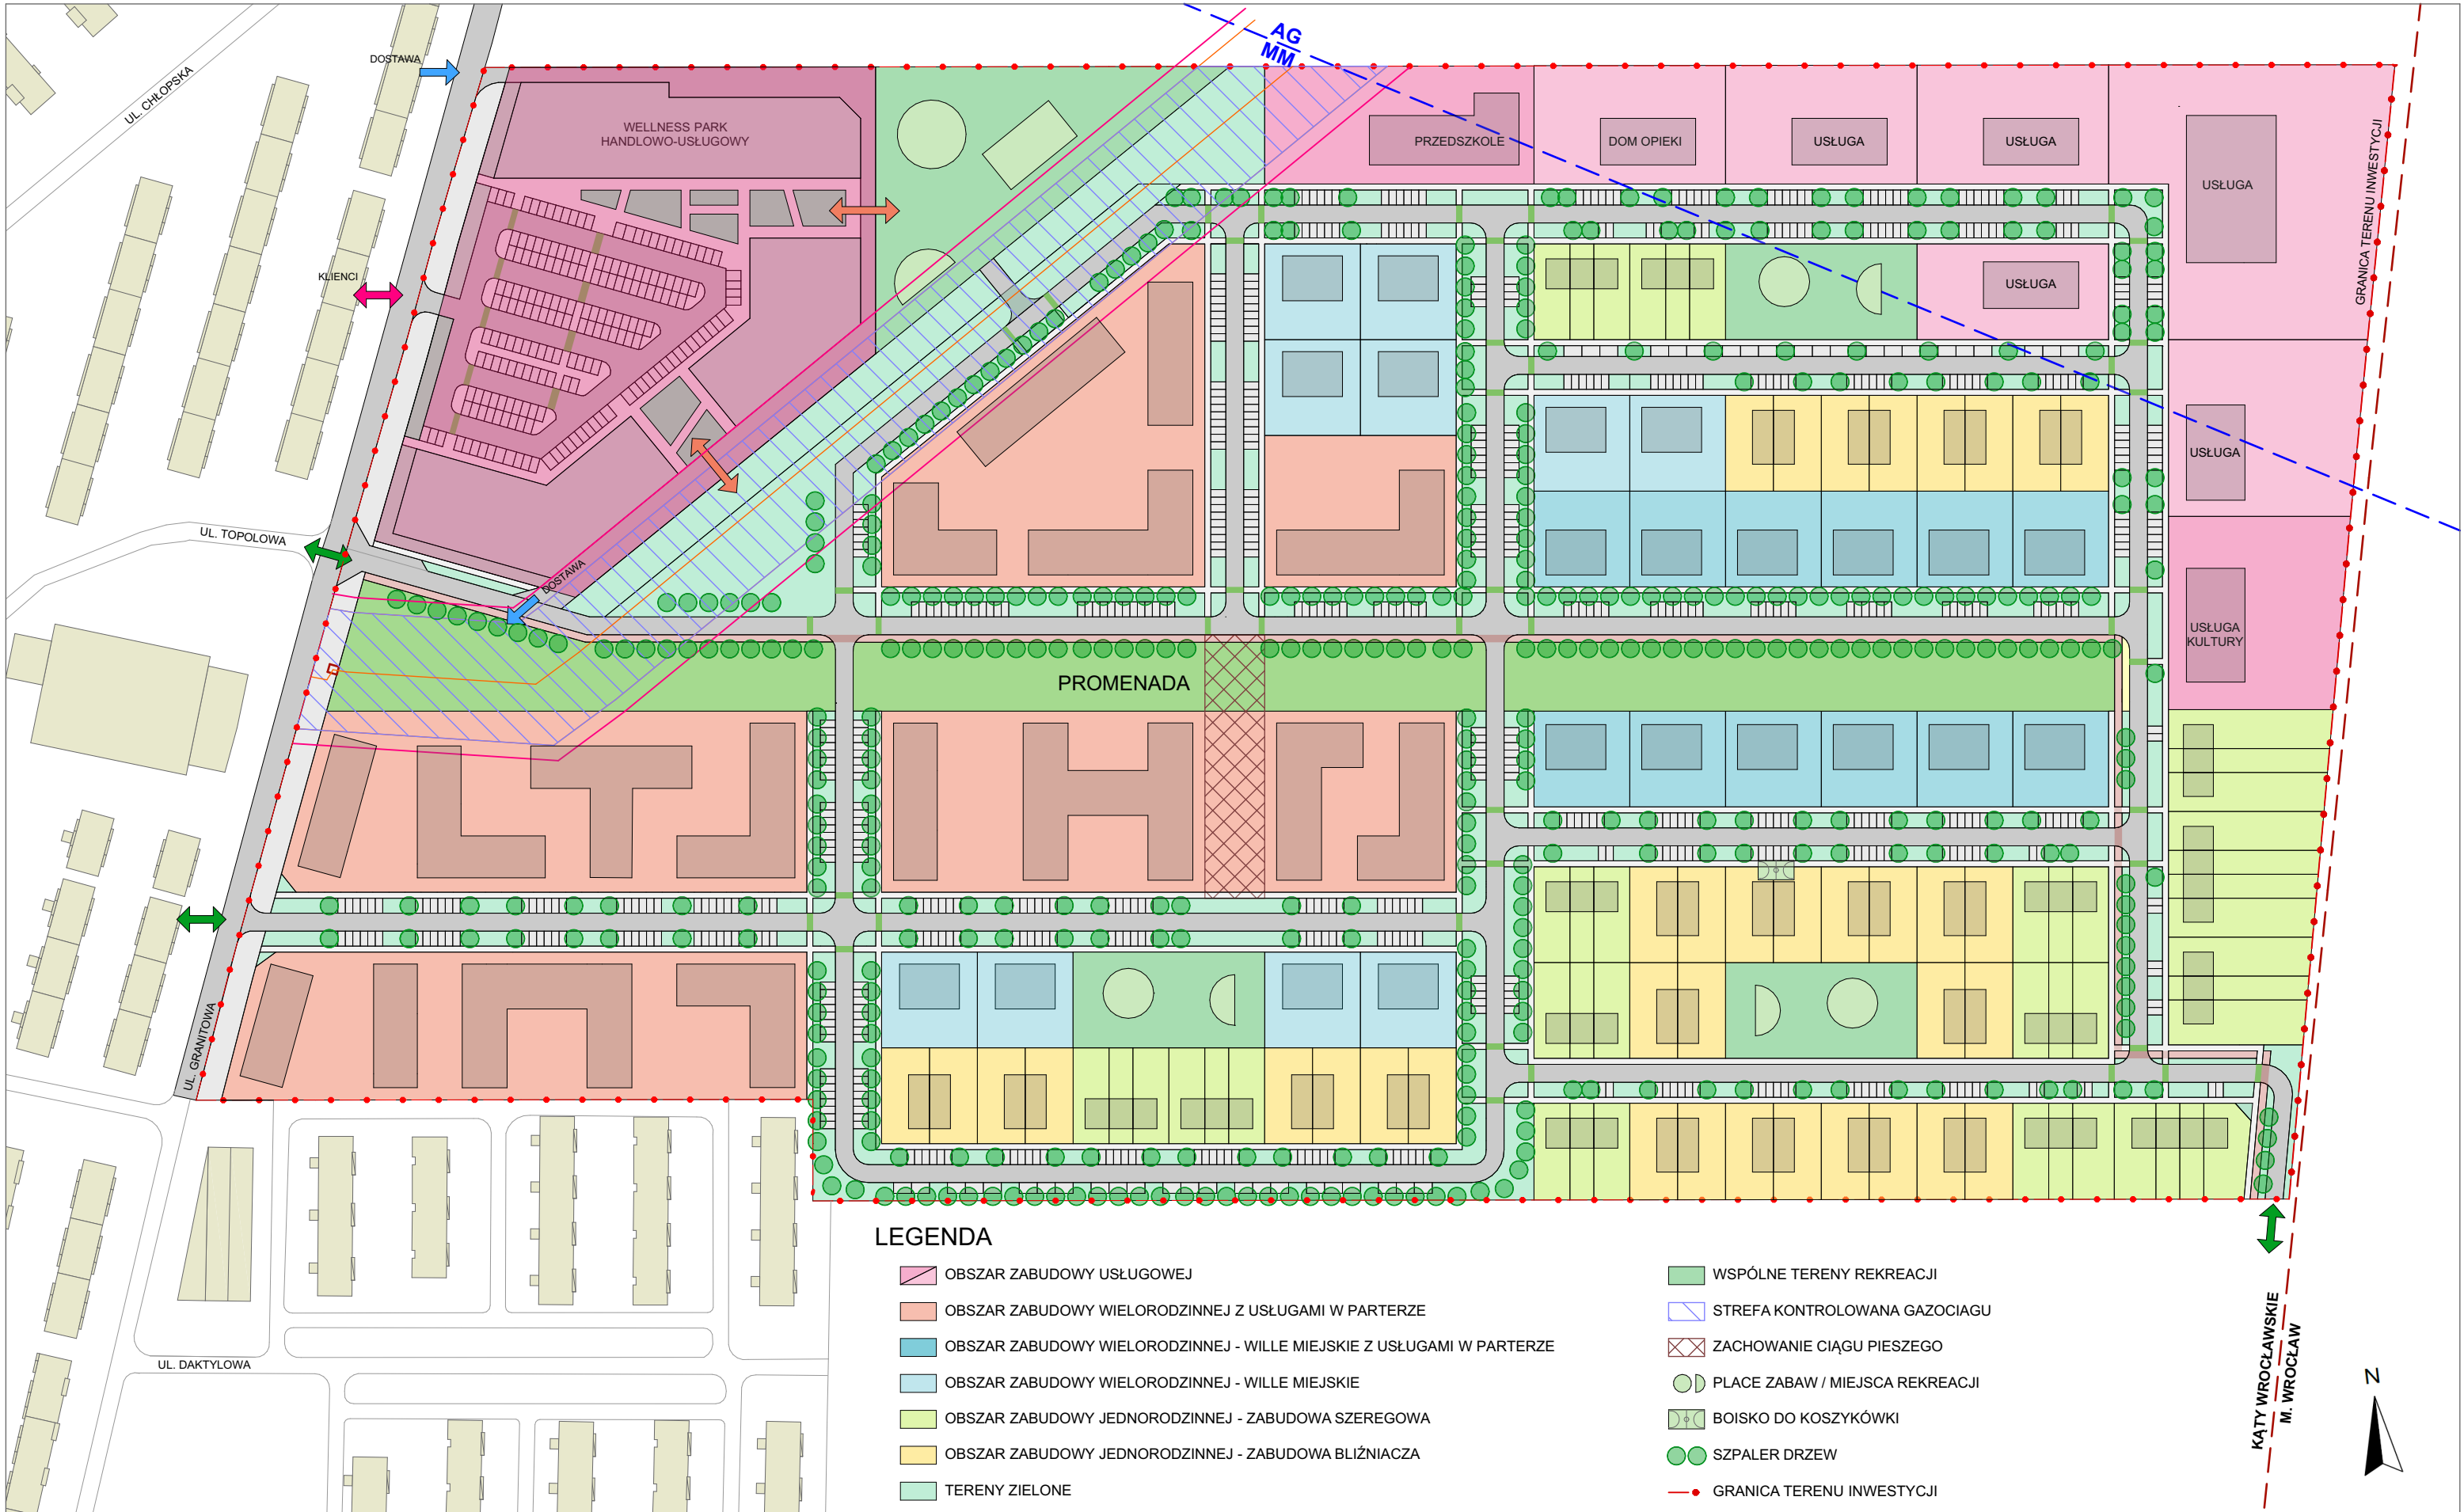 AG
MM
DOSTAWA
UL. CHŁOPSKA
WELLNESS PARK
HANDLOWO-USŁUGOWY
PRZEDSZKOLE
DOM OPIEKI
USŁUGA
USŁUGA
USŁUGA
GRANICA TERENU INWESTYCJI
KLIENCI
USŁUGA
USŁUGA
UL. TOPOLOWA
DOSTAWA
USŁUGA
KULTURY
PROMENADA
UL. GRANITOWA
UL. DAKTYLOWA
KĄTY WROCŁAWSKIE
M. WROCŁAW
N
LEGENDA
OBSZAR ZABUDOWY USŁUGOWEJ
OBSZAR ZABUDOWY WIELORODZINNEJ Z USŁUGAMI W PARTERZE
OBSZAR ZABUDOWY WIELORODZINNEJ - WILLE MIEJSKIE Z USŁUGAMI W PARTERZE
OBSZAR ZABUDOWY WIELORODZINNEJ - WILLE MIEJSKIE
OBSZAR ZABUDOWY JEDNORODZINNEJ - ZABUDOWA SZEREGOWA
OBSZAR ZABUDOWY JEDNORODZINNEJ - ZABUDOWA BLIŹNIACZA
TERENY ZIELONE
WSPÓLNE TERENY REKREACJI
STREFA KONTROLOWANA GAZOCIAGU
ZACHOWANIE CIĄGU PIESZEGO
PLACE ZABAW / MIEJSCA REKREACJI
BOISKO DO KOSZYKÓWKI
SZPALER DRZEW
GRANICA TERENU INWESTYCJI